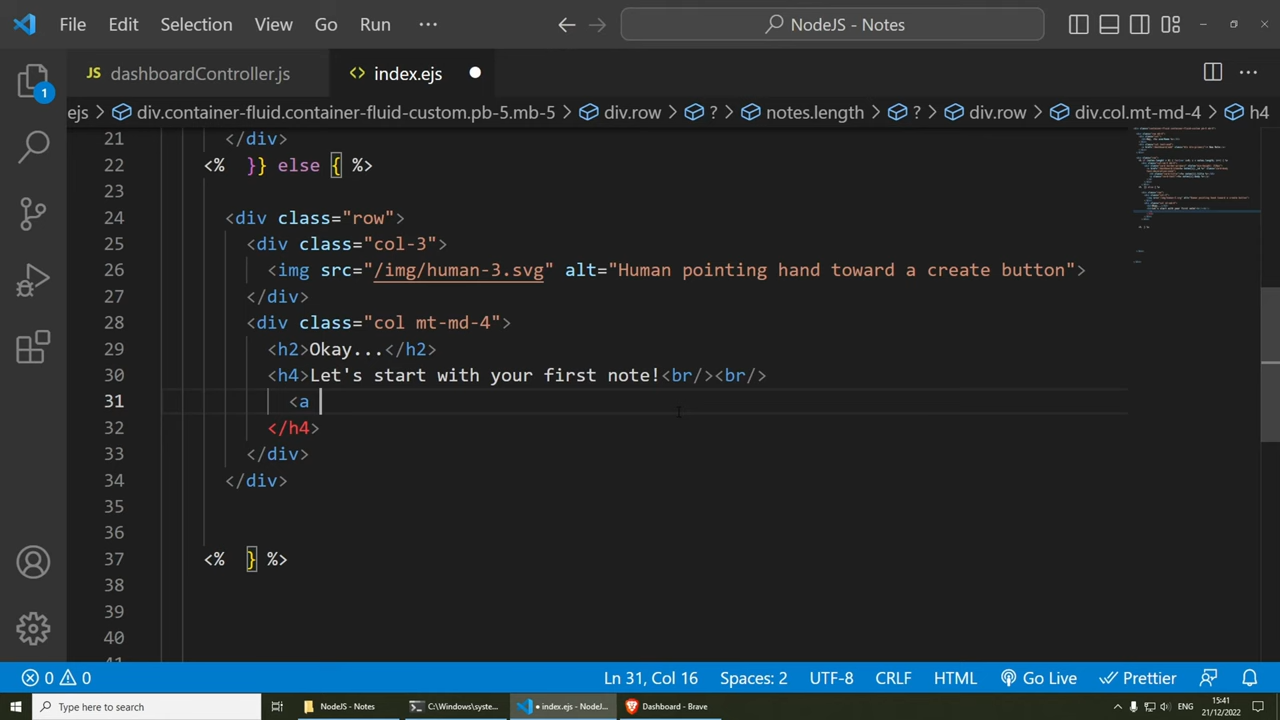 File Edit Selection View Go Run ··· NodeJS - Notes
JS dashboardController.js <> index.ejs
1
ejs > div.container-fluid.container-fluid-custom.pb-5.mb-5 > div.row > ? > notes.length > ? > div.row > div.col.mt-md-4 > h4
21 </div>
22 <% }} else { %>
23
24 <div class="row">
25 <div class="col-3">
26 <img src="/img/human-3.svg" alt="Human pointing hand toward a create button">
27 </div>
28 <div class="col mt-md-4">
29 <h2>Okay...</h2>
30 <h4>Let's start with your first note!<br/><br/>
31 <a
32 </h4>
33 </div>
34 </div>
35
36
37 <% } %>
38
39
40
0 0 Ln 31, Col 16 Spaces: 2 UTF-8 CRLF HTML Go Live Prettier
Type here to search NodeJS - Notes C:\Windows\syste... index.ejs - NodeJ... Dashboard - Brave ENG 15:41
21/12/2022